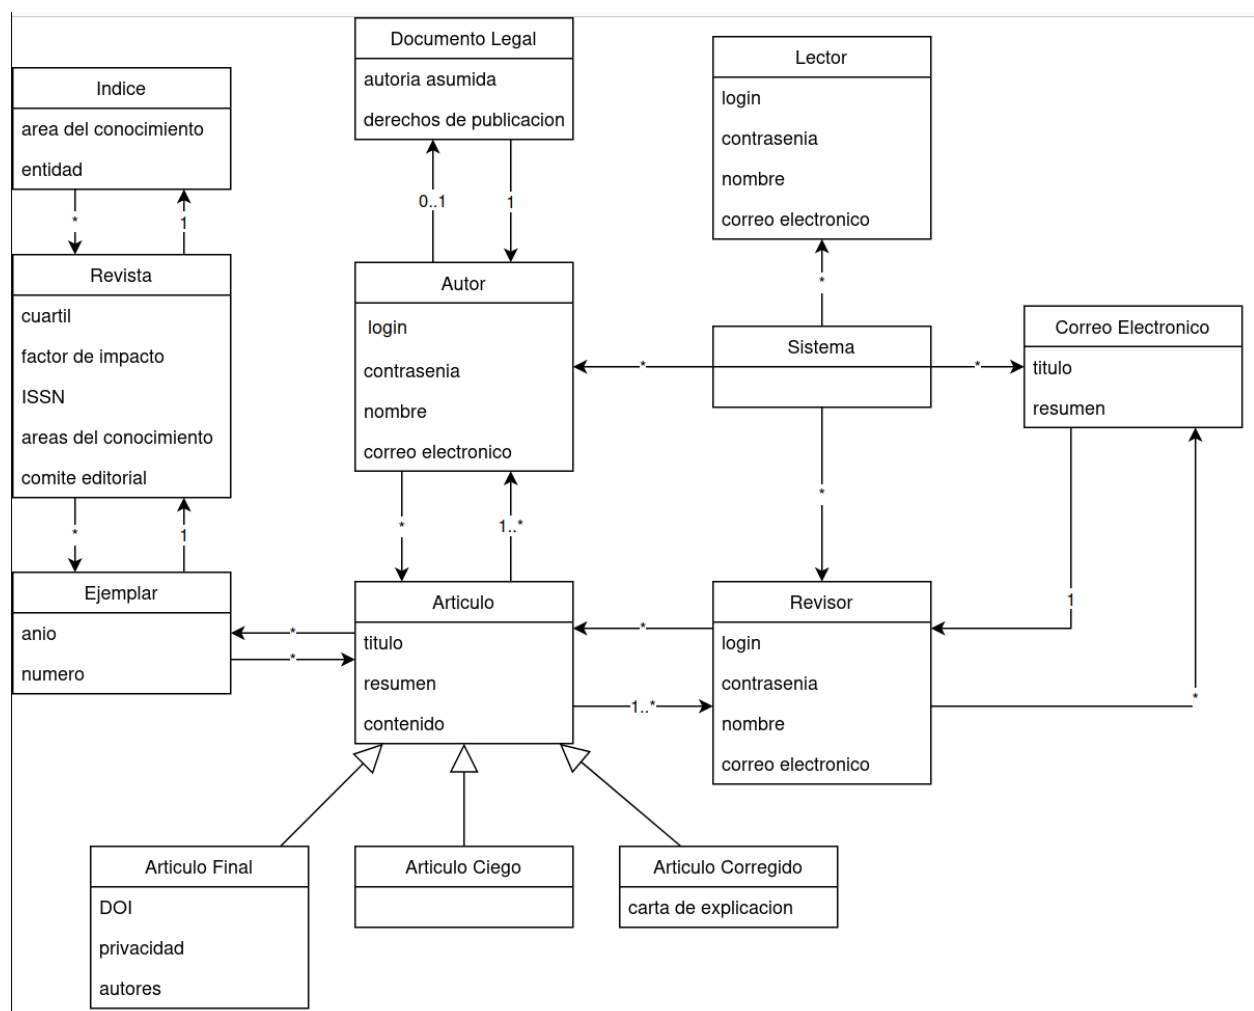 Documento Legal
autoria asumida
derechos de publicacion
Lector
login
contrasenia
nombre
correo electronico
Indice
area del conocimiento
entidad
*
1
0..1
1
Revista
cuartil
factor de impacto
ISSN
areas del conocimiento
comite editorial
Autor
login
contrasenia
nombre
correo electronico
*
Sistema
*
*
*
Correo Electronico
titulo
resumen
*
1
*
1..*
Ejemplar
anio
numero
*
*
Articulo
titulo
resumen
contenido
*
1..*
Revisor
login
contrasenia
nombre
correo electronico
1
*
Articulo Final
DOI
privacidad
autores
Articulo Ciego
Articulo Corregido
carta de explicacion